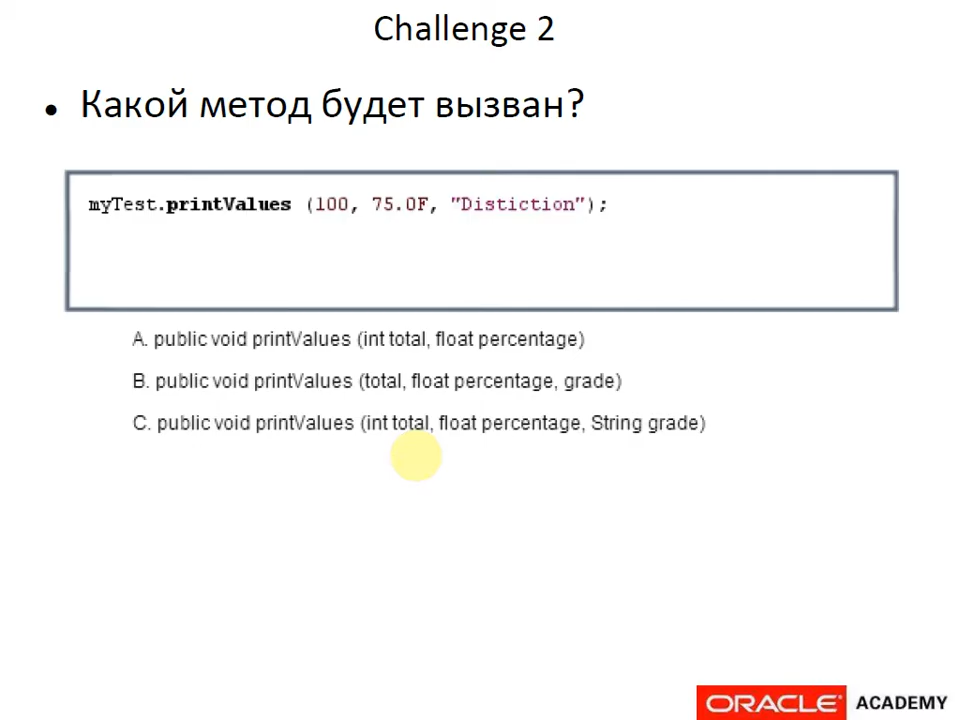 Challenge 2
• Какой метод будет вызван?
myTest.printValues (100, 75.0F, "Distiction");
A. public void printValues (int total, float percentage)
B. public void printValues (total, float percentage, grade)
C. public void printValues (int total, float percentage, String grade)
ORACLE® ACADEMY